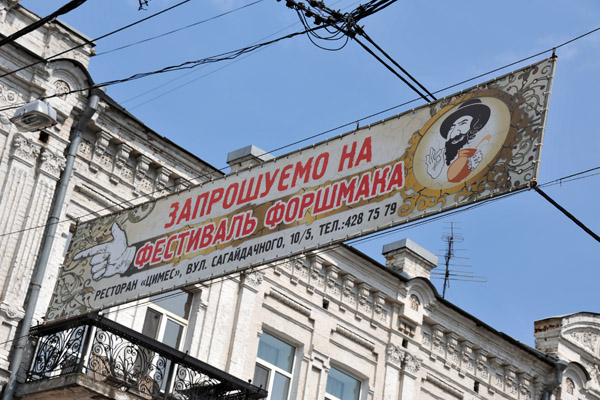 ЗАПРОШУЄМО НА
ФЕСТИВАЛЬ ФОРШМАКА
РЕСТОРАН «ЦИМЕС», ВУЛ. САГАЙДАЧНОГО, 10/5, ТЕЛ.:428 75 79